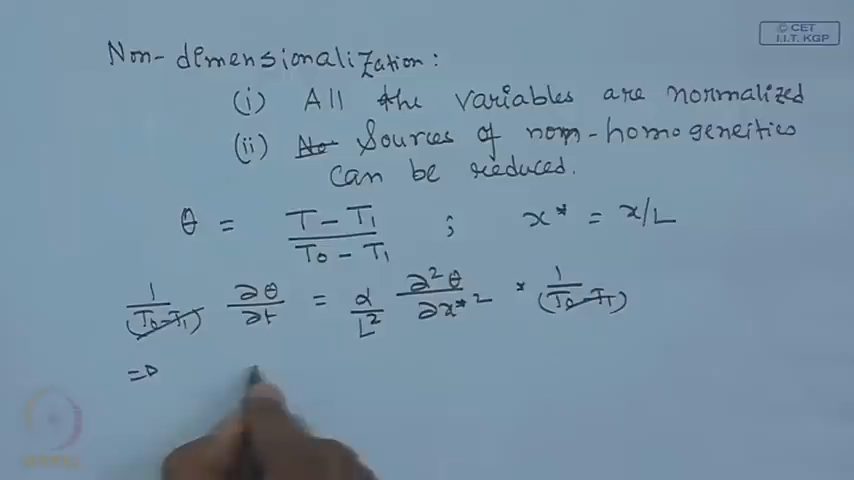 © CET
I.I.T. KGP
Non-dimensionalization:
(i) All the variables are normalized
(ii) No Sources of non-homogeneities
can be reduced.
θ = (T - T₁)/(T₀ - T₁) ; x* = x/L
1/(T₀-T₁) ∂θ/∂t = α/L² ∂²θ/∂x*² * 1/(T₀-T₁)
⇒